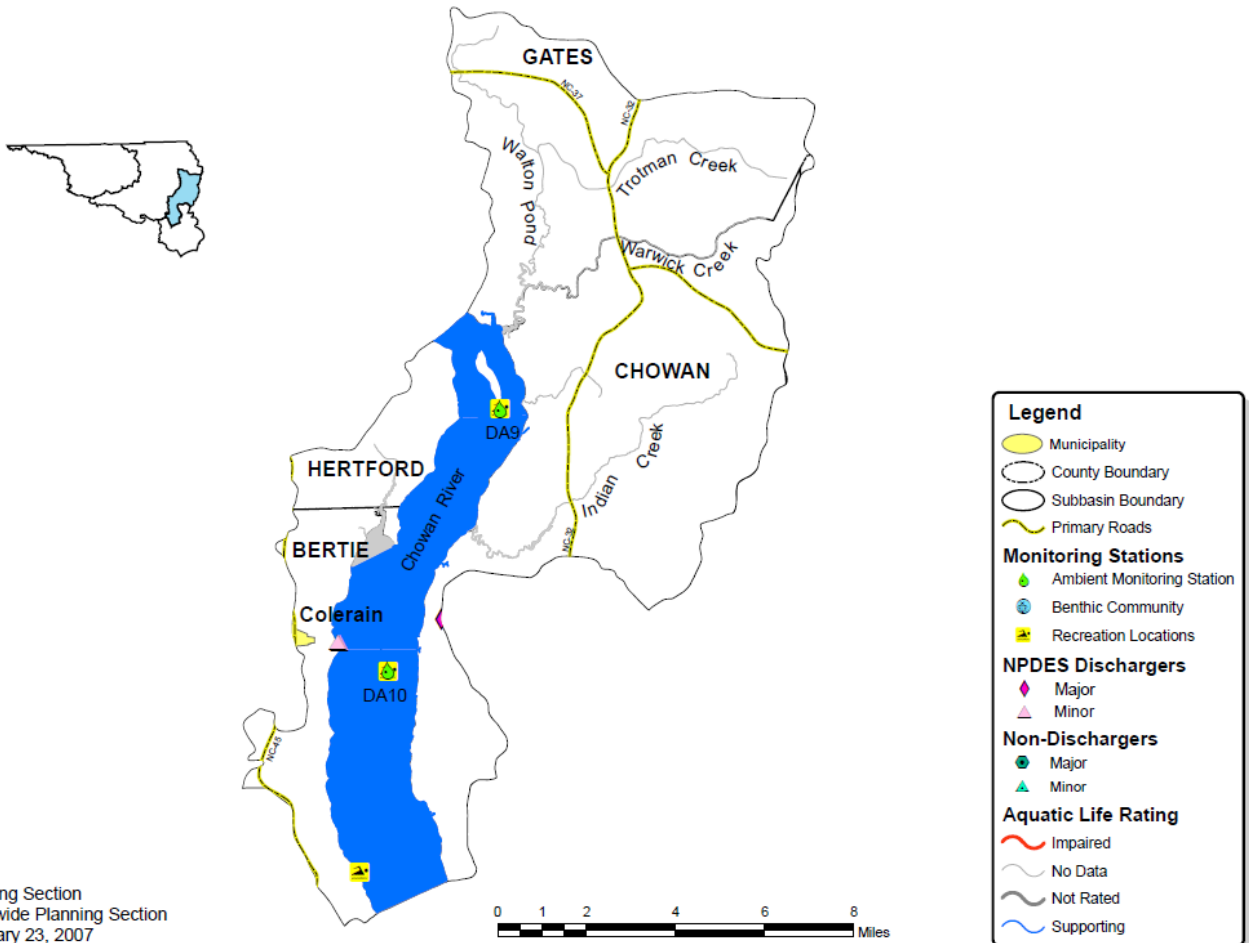 GATES
NC-37
NC-32
Walton Pond
Trotman Creek
Warwick Creek
CHOWAN
DA9
HERTFORD
Chowan River
Indian Creek
BERTIE
NC-32
Colerain
DA10
NC-45
Legend
Municipality
County Boundary
Subbasin Boundary
Primary Roads
Monitoring Stations
Ambient Monitoring Station
Benthic Community
Recreation Locations
NPDES Dischargers
Major
Minor
Non-Dischargers
Major
Minor
Aquatic Life Rating
Impaired
No Data
Not Rated
Supporting
ng Section
wide Planning Section
ary 23, 2007
0 1 2 4 6 8
Miles